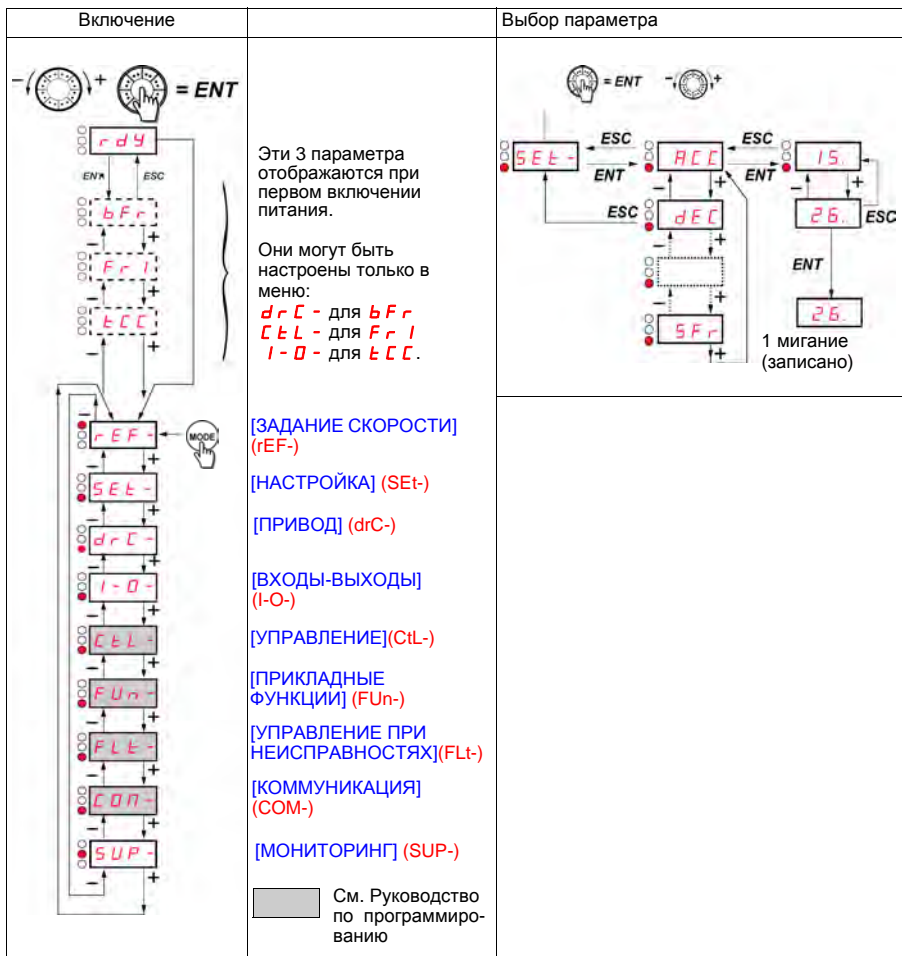 Включение
Выбор параметра
- +
= ENT
rdY
ENT
ESC
bFr
- +
Fr1
- +
tCC
- +
Эти 3 параметра
отображаются при
первом включении
питания.
Они могут быть
настроены только в
меню:
drC - для bFr
CtL - для Fr1
I-O - для tCC.
-
rEF-
MODE
- +
SEt-
- +
drC-
- +
I-O-
- +
CtL-
- +
FUn-
- +
FLt-
- +
COM-
- +
SUP-
- +
[ЗАДАНИЕ СКОРОСТИ]
(rEF-)
[НАСТРОЙКА] (SEt-)
[ПРИВОД] (drC-)
[ВХОДЫ-ВЫХОДЫ]
(I-O-)
[УПРАВЛЕНИЕ](CtL-)
[ПРИКЛАДНЫЕ
ФУНКЦИИ] (FUn-)
[УПРАВЛЕНИЕ ПРИ
НЕИСПРАВНОСТЯХ](FLt-)
[КОММУНИКАЦИЯ]
(COM-)
[МОНИТОРИНГ] (SUP-)
См. Руководство
по программиро-
ванию
= ENT - +
ESC ESC
SEt- ACC 15.
ENT ENT
- + - +
ESC dEC 26. ESC
- +
ENT
- 26.
SFr
+
1 мигание
(записано)